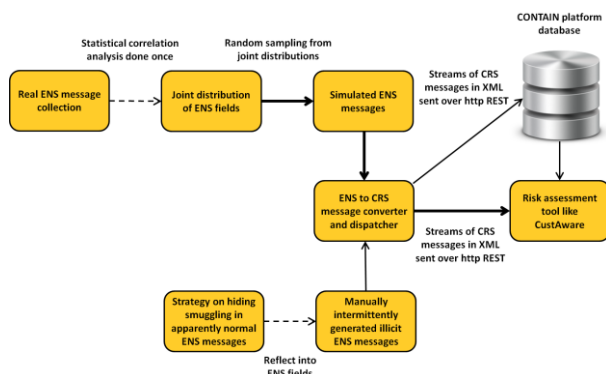 CONTAIN platform
database
Statistical correlation
analysis done once
Random sampling from
joint distributions
Real ENS message
collection
Joint distribution
of ENS fields
Simulated ENS
messages
Streams of CRS
messages in XML
sent over http REST
ENS to CRS
message converter
and dispatcher
Risk assessment
tool like
CustAware
Streams of CRS
messages in XML
sent over http REST
Strategy on hiding
smuggling in
apparently normal
ENS messages
Manually
intermittently
generated illicit
ENS messages
Reflect into
ENS fields